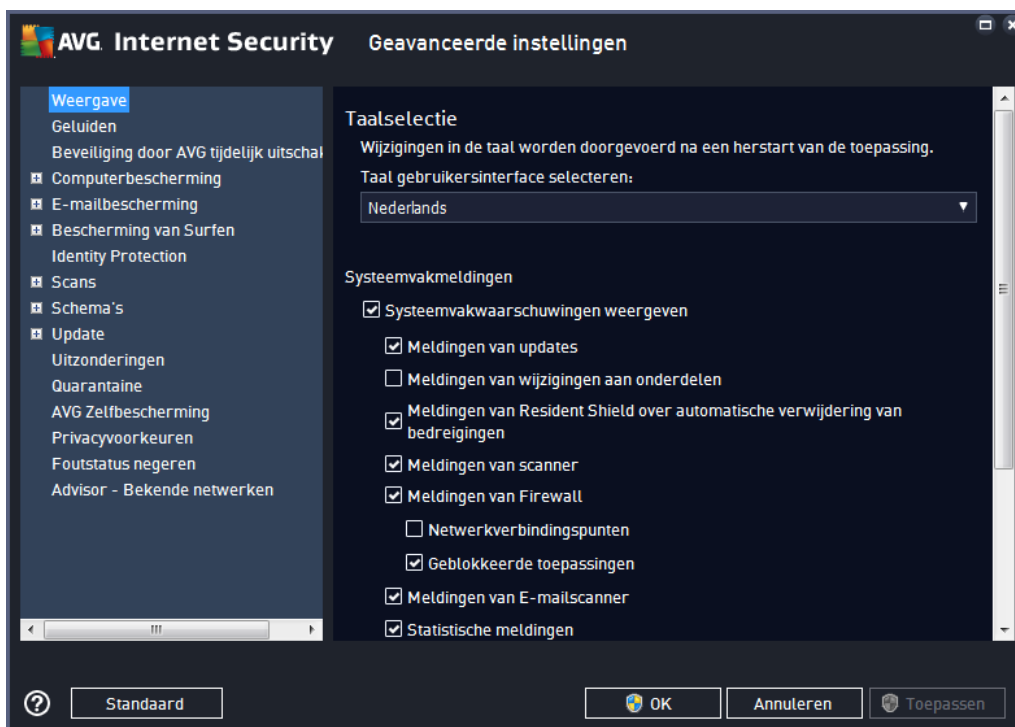 AVG. Internet Security
Geavanceerde instellingen
Weergave
Geluiden
Beveiliging door AVG tijdelijk uitschak
Computerbescherming
E-mailbescherming
Bescherming van Surfen
Identity Protection
Scans
Schema's
Update
Uitzonderingen
Quarantaine
AVG Zelfbescherming
Privacyvoorkeuren
Foutstatus negeren
Advisor - Bekende netwerken
Taalselectie
Wijzigingen in de taal worden doorgevoerd na een herstart van de toepassing.
Taal gebruikersinterface selecteren:
Nederlands
Systeemvakmeldingen
Systeemvakwaarschuwingen weergeven
Meldingen van updates
Meldingen van wijzigingen aan onderdelen
Meldingen van Resident Shield over automatische verwijdering van
bedreigingen
Meldingen van scanner
Meldingen van Firewall
Netwerkverbindingspunten
Geblokkeerde toepassingen
Meldingen van E-mailscanner
Statistische meldingen
Standaard
OK
Annuleren
Toepassen